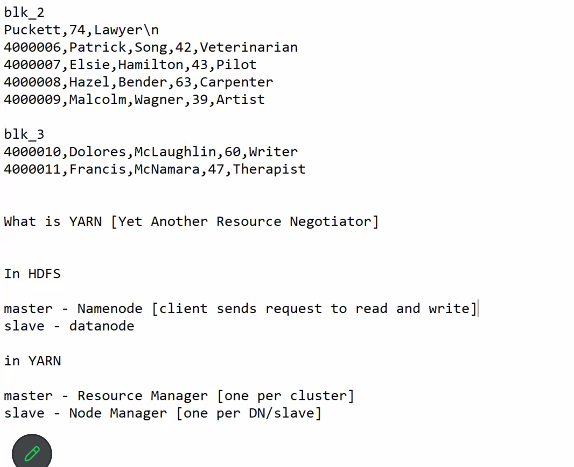 blk_2
Puckett,74,Lawyer\n
4000006,Patrick,Song,42,Veterinarian
4000007,Elsie,Hamilton,43,Pilot
4000008,Hazel,Bender,63,Carpenter
4000009,Malcolm,Wagner,39,Artist
blk_3
4000010,Dolores,McLaughlin,60,Writer
4000011,Francis,McNamara,47,Therapist
What is YARN [Yet Another Resource Negotiator]
In HDFS
master - Namenode [client sends request to read and write]
slave - datanode
in YARN
master - Resource Manager [one per cluster]
slave - Node Manager [one per DN/slave]